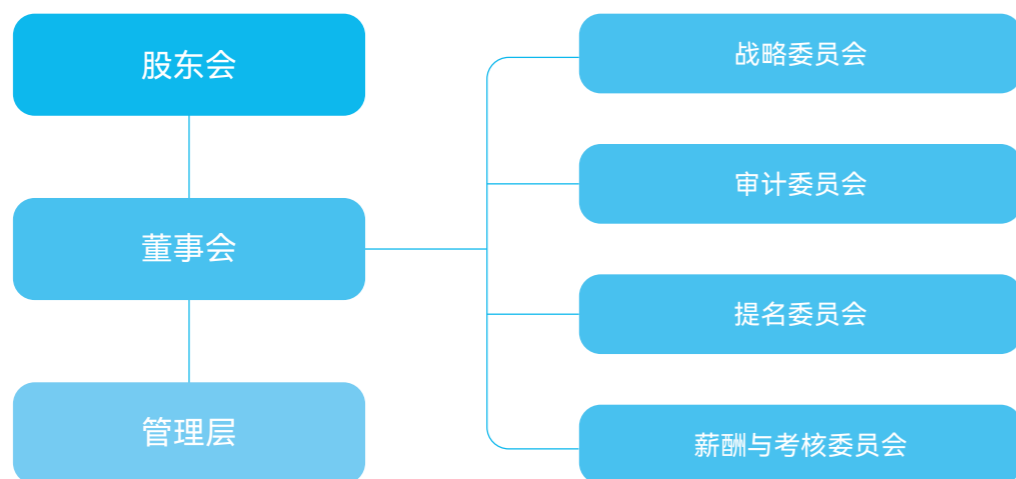 股东会
董事会
管理层
战略委员会
审计委员会
提名委员会
薪酬与考核委员会